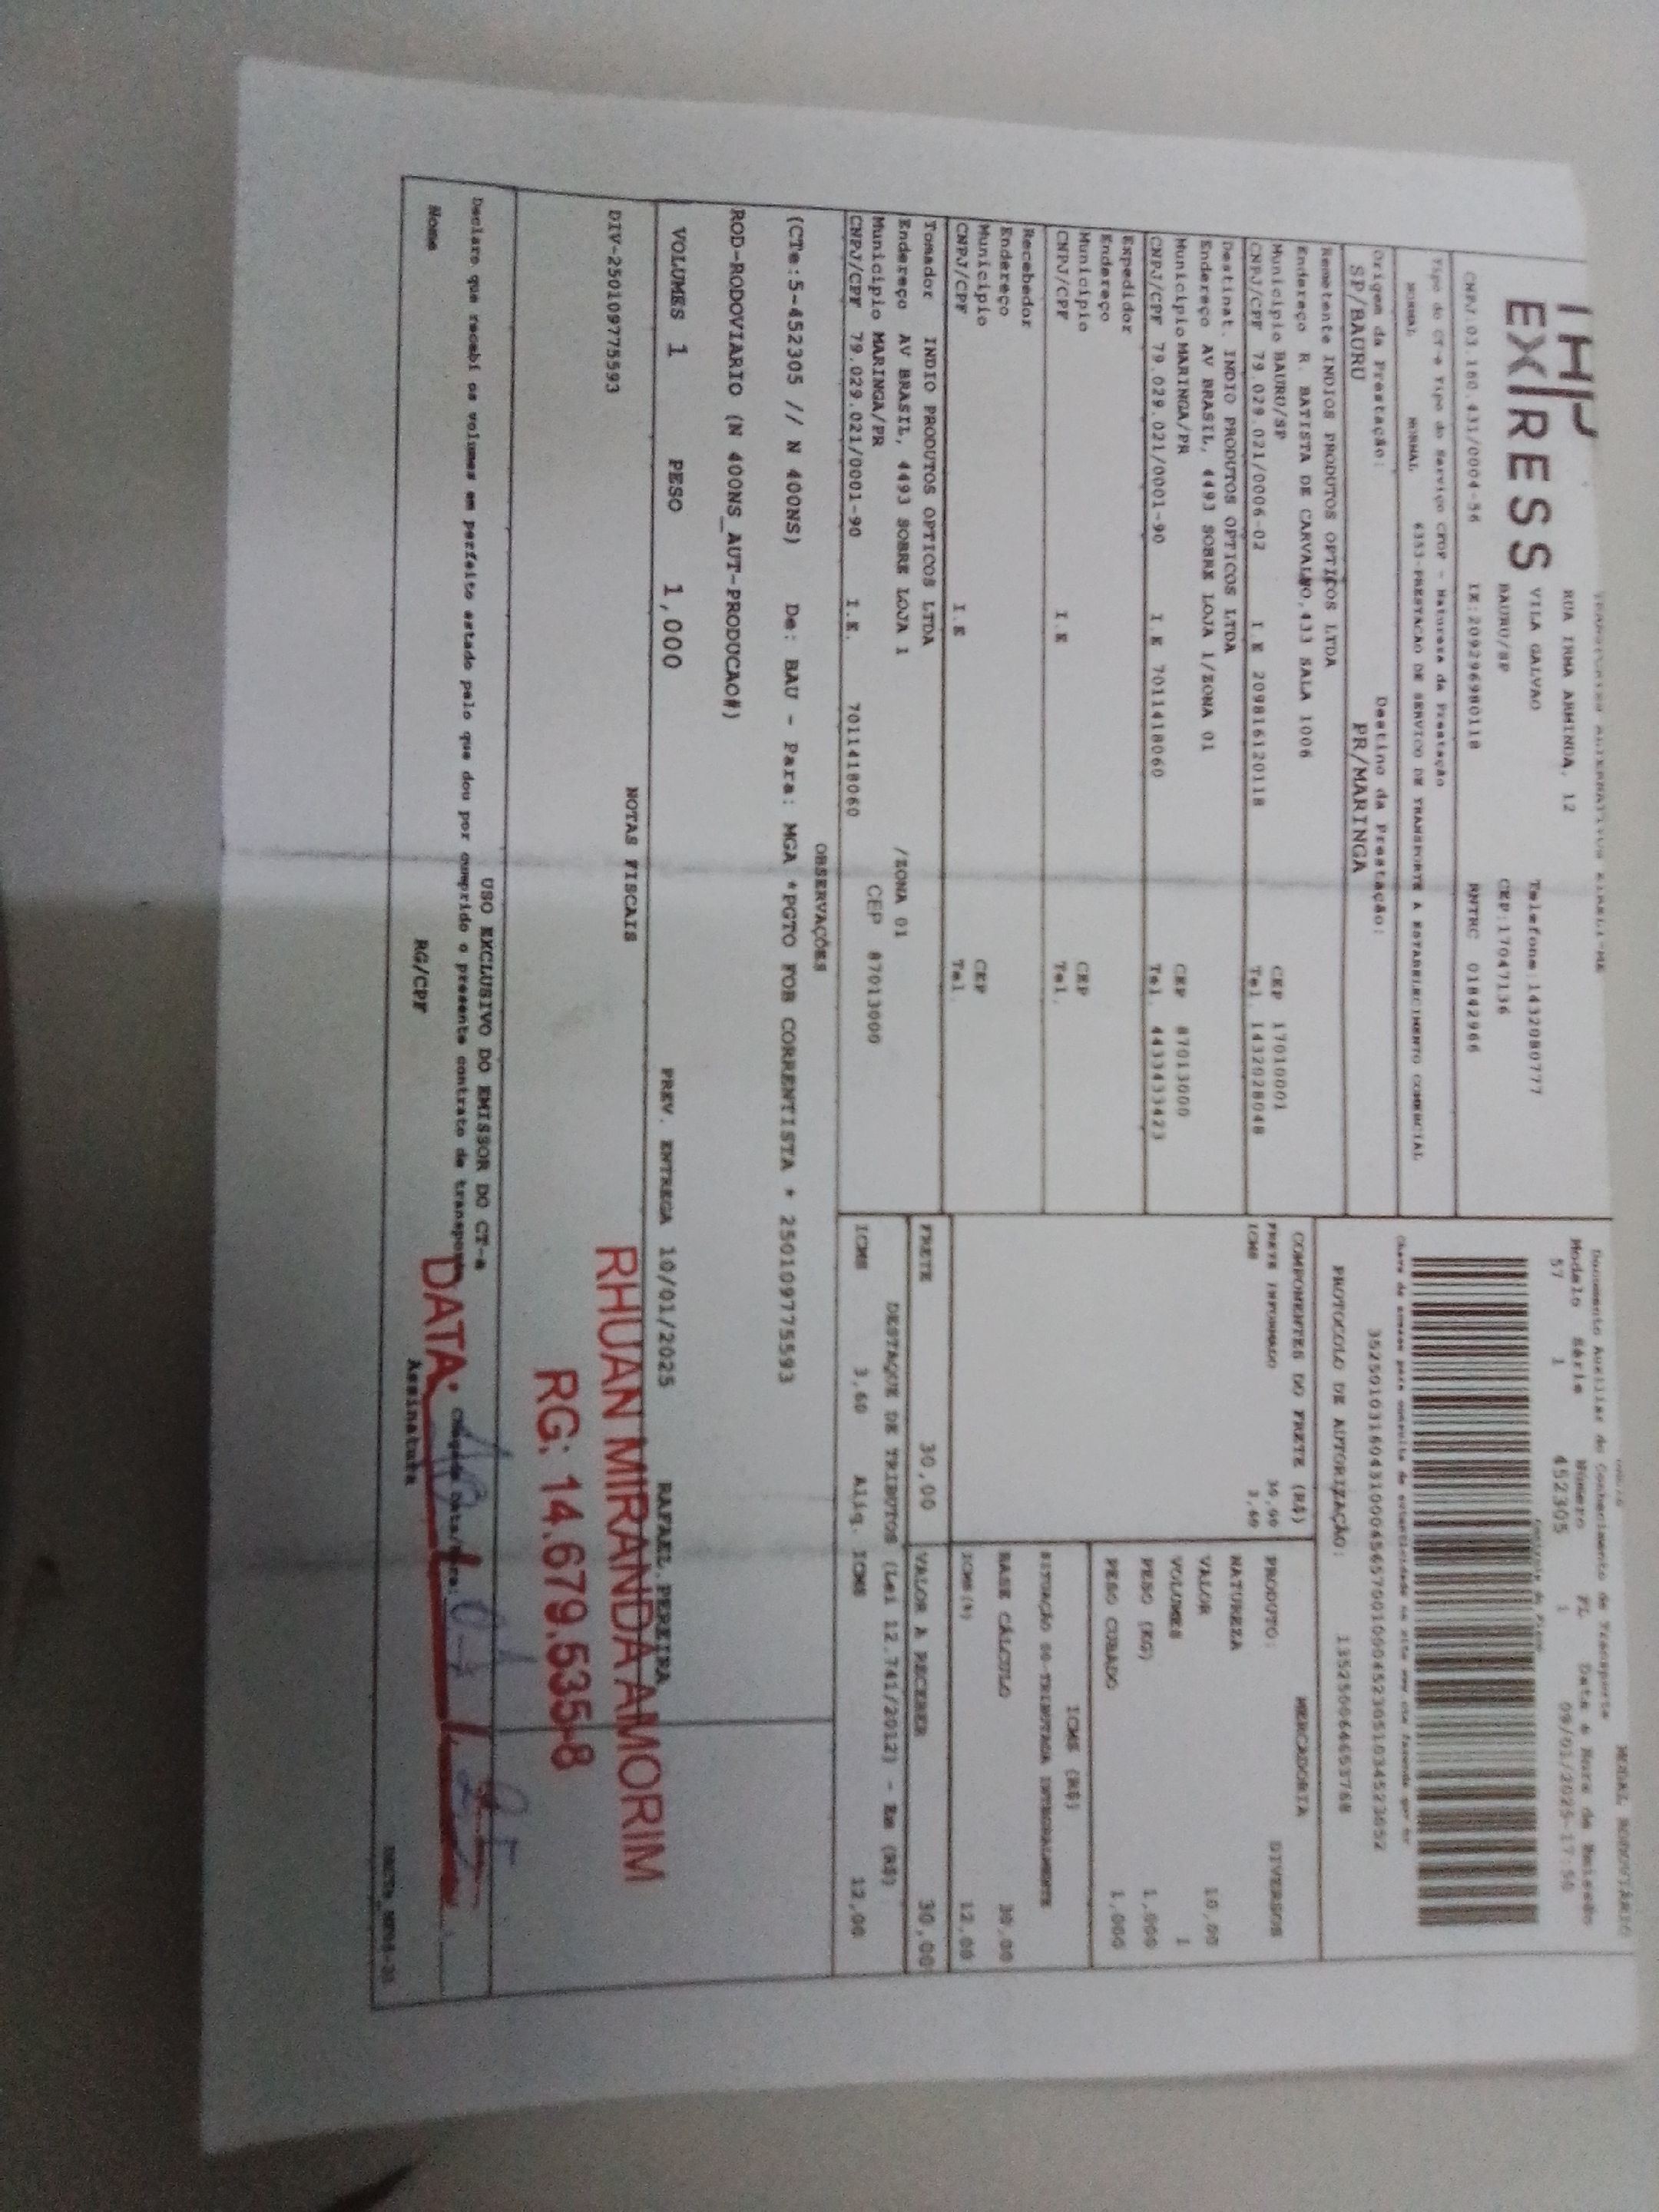 EXPRESS
RUA IRMA ARMINDA, 12
VILA GALVAO Telefone:1432080777
BAURU/SP CEP:17047136
CNPJ.03.160.431/0004-56 IE:209296980118 RNTRC 01842966
Documento Auxiliar do Conhecimento de Transporte
MODAL RODOVIÁRIO
Modelo Série Número FL Data e Hora de Emissão
57 1 452305 1 09/01/2025-17:50
Tipo do CT-e Tipo do Serviço CFOP - Natureza da Prestação
NORMAL NORMAL 6353-PRESTACAO DE SERVICO DE TRANSPORTE A ESTABELECIMENTO COMERCIAL
Origem da Prestação: Destino da Prestação:
SP/BAURU PR/MARINGA
PROTOCOLO DE AUTORIZAÇÃO:
Remetente INDIOS PRODUTOS OPTICOS LTDA
Endereço R. BATISTA DE CARVALHO,433 SALA 1006
Município BAURU/SP CEP 17010001
CNPJ/CPF 79.029.021/0006-02 I E 209816120118 Tel 1432028048
Destinat. INDIO PRODUTOS OPTICOS LTDA
Endereço AV BRASIL, 4493 SOBRE LOJA 1/ZONA 01
Município MARINGA/PR CEP 87013000
CNPJ/CPF 79.029.021/0001-90 I E 7011418060 Tel. 4433433423
Expedidor
Endereço
Município CEP
CNPJ/CPF I.E Tel.
Recebedor
Endereço
Município CEP
CNPJ/CPF I.E Tel.
Tomador INDIO PRODUTOS OPTICOS LTDA
Endereço AV BRASIL, 4493 SOBRE LOJA 1 /ZONA 01
Município MARINGA/PR CEP 87013000
CNPJ/CPF 79.029.021/0001-90 I.E. 7011418060
COMPONENTES DO FRETE (R$)
FRETE INFORMADO 30,00
ICMS 3,60
MERCADORIA
PRODUTO: DIVERSOS
NATUREZA
VALOR 10,00
VOLUMES 1
PESO (KG) 1,000
PESO CUBADO 1,000
ICMS (R$)
SITUAÇÃO 00-TRIBUTADA INTEGRALMENTE
BASE CÁLCULO 30,00
ICMS(%) 12,00
FRETE 30,00 VALOR A RECEBER 30,00
DESTAQUE DE TRIBUTOS (Lei 12.741/2012) - Em (R$)
ICMS 3,60 Aliq. ICMS 12,00
OBSERVAÇÕES
(CTe:5-452305 // N 400NS) De: BAU - Para: MGA *PGTO FOB CORRENTISTA * 250109775593
ROD-RODOVIARIO (N 400NS_AUT-PRODUCAO#)
VOLUMES 1 PESO 1,000 PREV. ENTREGA 10/01/2025 RAFAEL.PEREIRA
NOTAS FISCAIS
DIV-250109775593
RHUAN MIRANDA AMORIM
RG: 14.679.535-8
USO EXCLUSIVO DO EMISSOR DO CT-e
Declaro que recebi os volumes em perfeito estado pelo que dou por cumprido o presente contrato de transporte
DATA:
Nome RG/CPF Assinatura